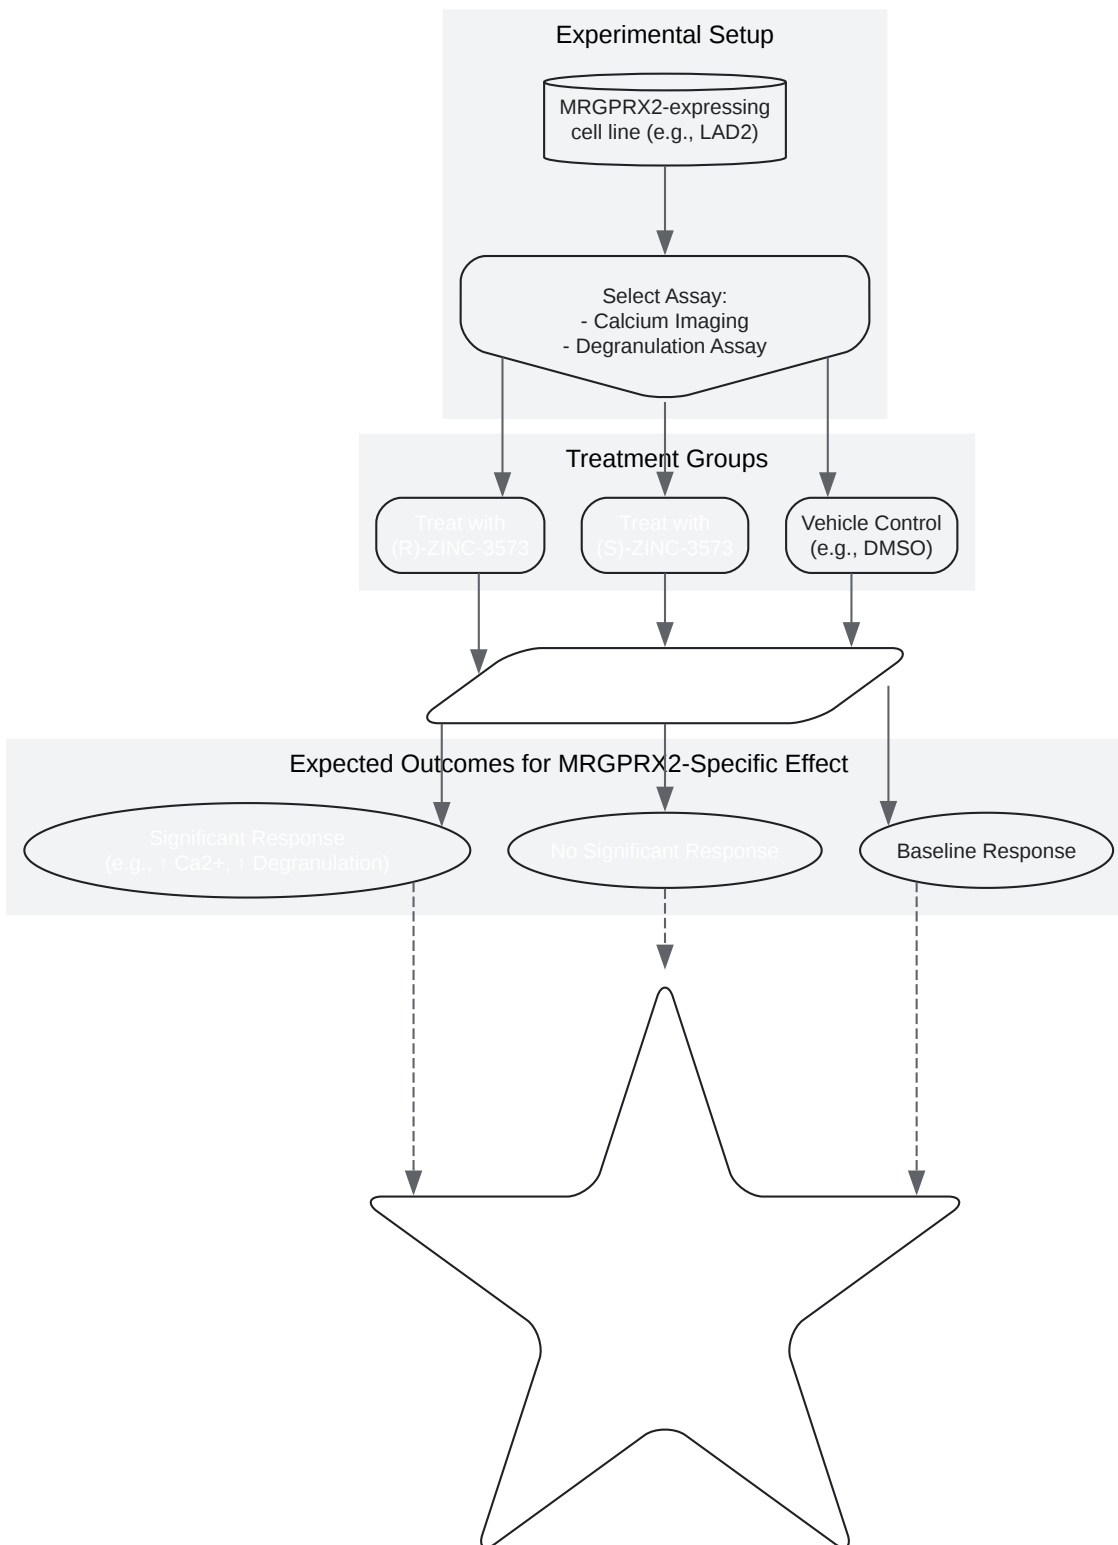 Experimental Setup
MRGPRX2-expressing
cell line (e.g., LAD2)
Select Assay:
- Calcium Imaging
- Degranulation Assay
Treatment Groups
Treat with
(R)-ZINC-3573
Treat with
(S)-ZINC-3573
Vehicle Control
(e.g., DMSO)
Expected Outcomes for MRGPRX2-Specific Effect
Significant Response
(e.g., ↑ Ca2+, ↑ Degranulation)
No Significant Response
Baseline Response